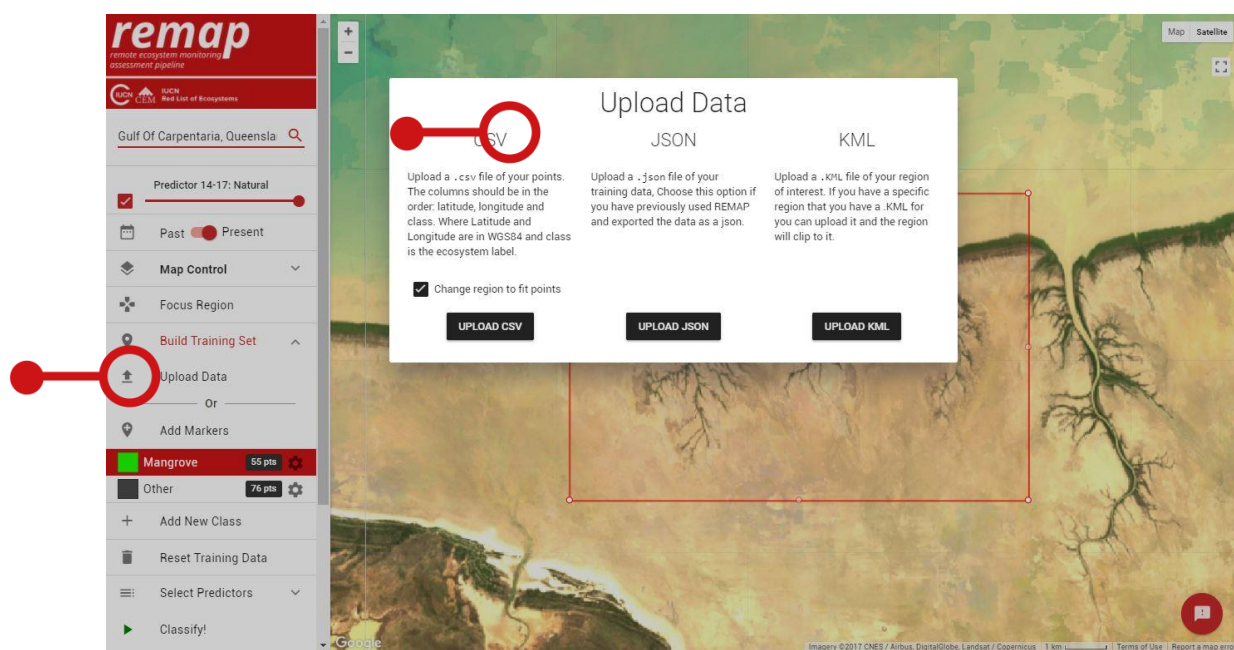 remap
remote ecosystem monitoring
assessment pipeline
IUCN CEM IUCN
Red List of Ecosystems
Gulf Of Carpentaria, Queensla
Predictor 14-17: Natural
Past Present
Map Control
Focus Region
Build Training Set
Upload Data
Or
Add Markers
Mangrove 55 pts
Other 76 pts
Add New Class
Reset Training Data
Select Predictors
Classify!
+
−
Map Satellite
Upload Data
CSV
Upload a .csv file of your points.
The columns should be in the
order: latitude, longitude and
class. Where Latitude and
Longitude are in WGS84 and class
is the ecosystem label.
Change region to fit points
UPLOAD CSV
JSON
Upload a .json file of your
training data, Choose this option if
you have previously used REMAP
and exported the data as a json.
UPLOAD JSON
KML
Upload a .KML file of your region
of interest. If you have a specific
region that you have a .KML for
you can upload it and the region
will clip to it.
UPLOAD KML
Google
Imagery ©2017 CNES / Airbus, DigitalGlobe, Landsat / Copernicus 1 km Terms of Use Report a map error